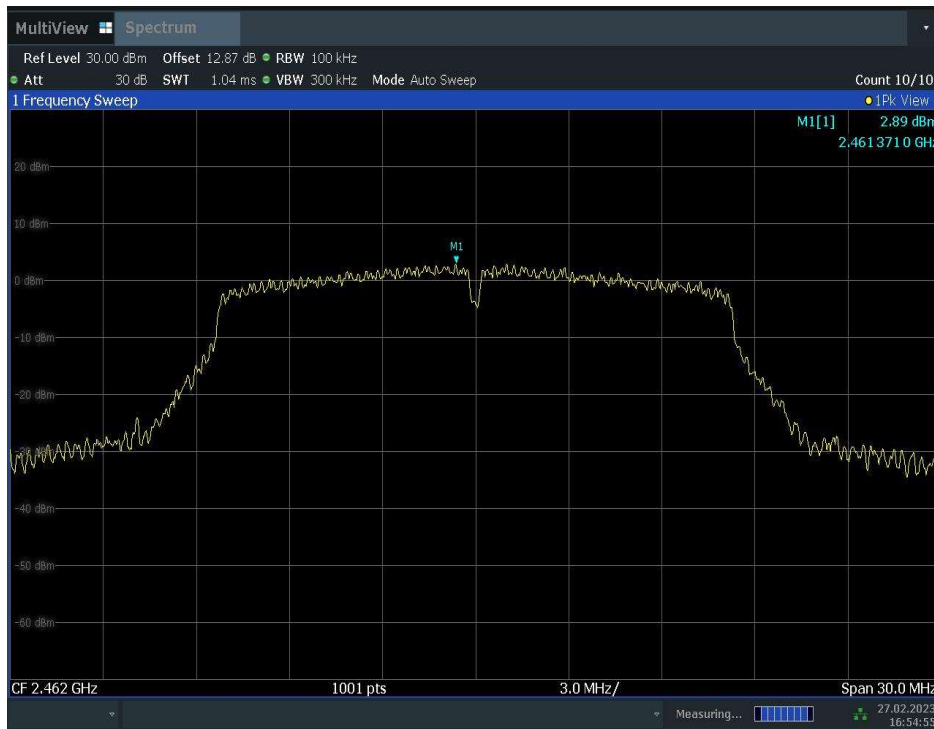 MultiView Spectrum
Ref Level 30.00 dBm Offset 12.87 dB RBW 100 kHz
Att 30 dB SWT 1.04 ms VBW 300 kHz Mode Auto Sweep Count 10/10
1 Frequency Sweep 1Pk View
M1[1] 2.89 dBm
2.461 3710 GHz
20 dBm
10 dBm
M1
0 dBm
-10 dBm
-20 dBm
-30 dBm
-40 dBm
-50 dBm
-60 dBm
CF 2.462 GHz 1001 pts 3.0 MHz/ Span 30.0 MHz
Measuring... 27.02.2023
16:54:55